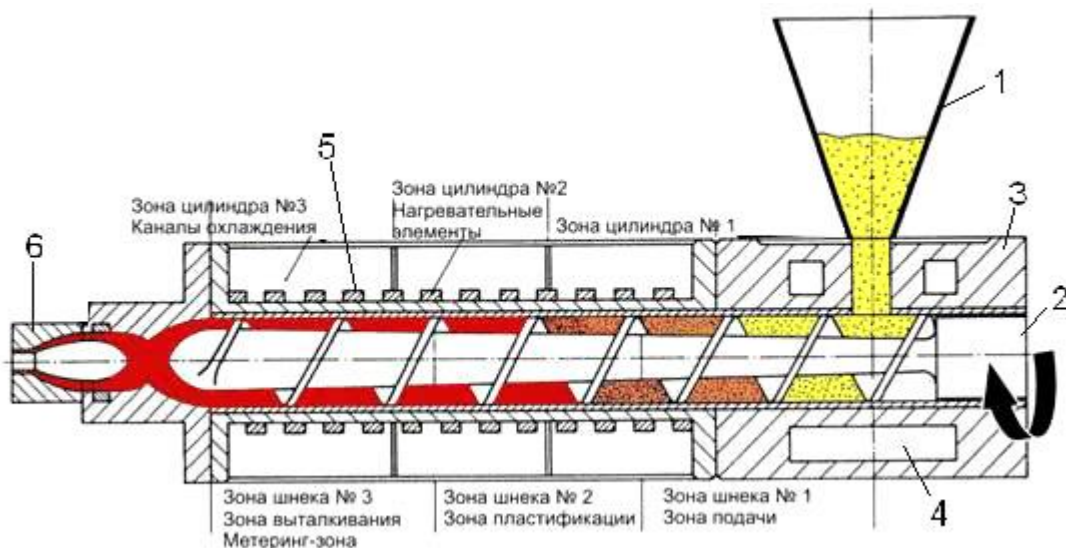 1
5
Зона цилиндра №2
Зона цилиндра №3
Нагревательные
Каналы охлаждения
элементы
Зона цилиндра № 1
3
6
2
4
Зона шнека № 3
Зона выталкивания
Метеринг-зона
Зона шнека № 2
Зона пластификации
Зона шнека № 1
Зона подачи